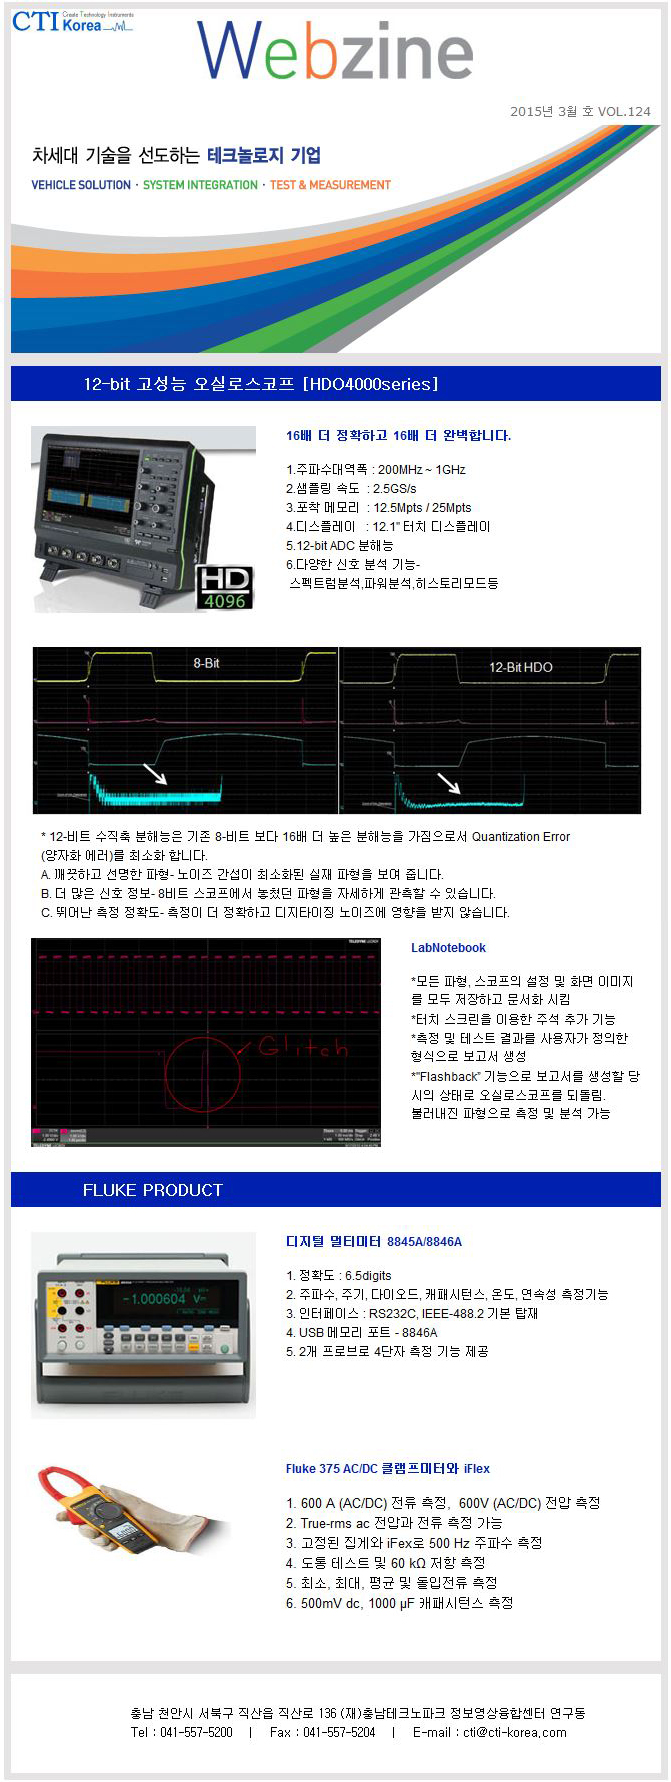 CTI Korea
Create Technology Instruments
Webzine
2015년 3월 호 VOL.124
차세대 기술을 선도하는 테크놀로지 기업
VEHICLE SOLUTION · SYSTEM INTEGRATION · TEST & MEASUREMENT
12-bit 고성능 오실로스코프 [HDO4000series]
16배 더 정확하고 16배 더 완벽합니다.
1.주파수대역폭 : 200MHz ~ 1GHz
2.샘플링 속도 : 2.5GS/s
3.포착 메모리 : 12.5Mpts / 25Mpts
4.디스플레이 : 12.1" 터치 디스플레이
5.12-bit ADC 분해능
6.다양한 신호 분석 기능-
스펙트럼분석,파워분석,히스토리모드등
HD
4096
8-Bit
12-Bit HDO
* 12-비트 수직축 분해능은 기존 8-비트 보다 16배 더 높은 분해능을 가짐으로서 Quantization Error
(양자화 에러)를 최소화 합니다.
A. 깨끗하고 선명한 파형- 노이즈 간섭이 최소화된 실재 파형을 보여 줍니다.
B. 더 많은 신호 정보- 8비트 스코프에서 놓쳤던 파형을 자세하게 관측할 수 있습니다.
C. 뛰어난 측정 정확도- 측정이 더 정확하고 디지타이징 노이즈에 영향을 받지 않습니다.
Glitch
LabNotebook
*모든 파형, 스코프의 설정 및 화면 이미지
를 모두 저장하고 문서화 시킴
*터치 스크린을 이용한 주석 추가 기능
*측정 및 테스트 결과를 사용자가 정의한
형식으로 보고서 생성
*"Flashback" 기능으로 보고서를 생성할 당
시의 상태로 오실로스코프를 되돌림.
불러내진 파형으로 측정 및 분석 가능
FLUKE PRODUCT
-1.000604 V
디지털 멀티미터 8845A/8846A
1. 정확도 : 6.5digits
2. 주파수, 주기, 다이오드, 캐패시턴스, 온도, 연속성 측정기능
3. 인터페이스 : RS232C, IEEE-488.2 기본 탑재
4. USB 메모리 포트 - 8846A
5. 2개 프로브로 4단자 측정 기능 제공
Fluke 375 AC/DC 클램프미터와 iFlex
1. 600 A (AC/DC) 전류 측정, 600V (AC/DC) 전압 측정
2. True-rms ac 전압과 전류 측정 가능
3. 고정된 집게와 iFex로 500 Hz 주파수 측정
4. 도통 테스트 및 60 kΩ 저항 측정
5. 최소, 최대, 평균 및 돌입전류 측정
6. 500mV dc, 1000 μF 캐패시턴스 측정
충남 천안시 서북구 직산읍 직산로 136 (재)충남테크노파크 정보영상융합센터 연구동
Tel : 041-557-5200 | Fax : 041-557-5204 | E-mail : cti@cti-korea.com